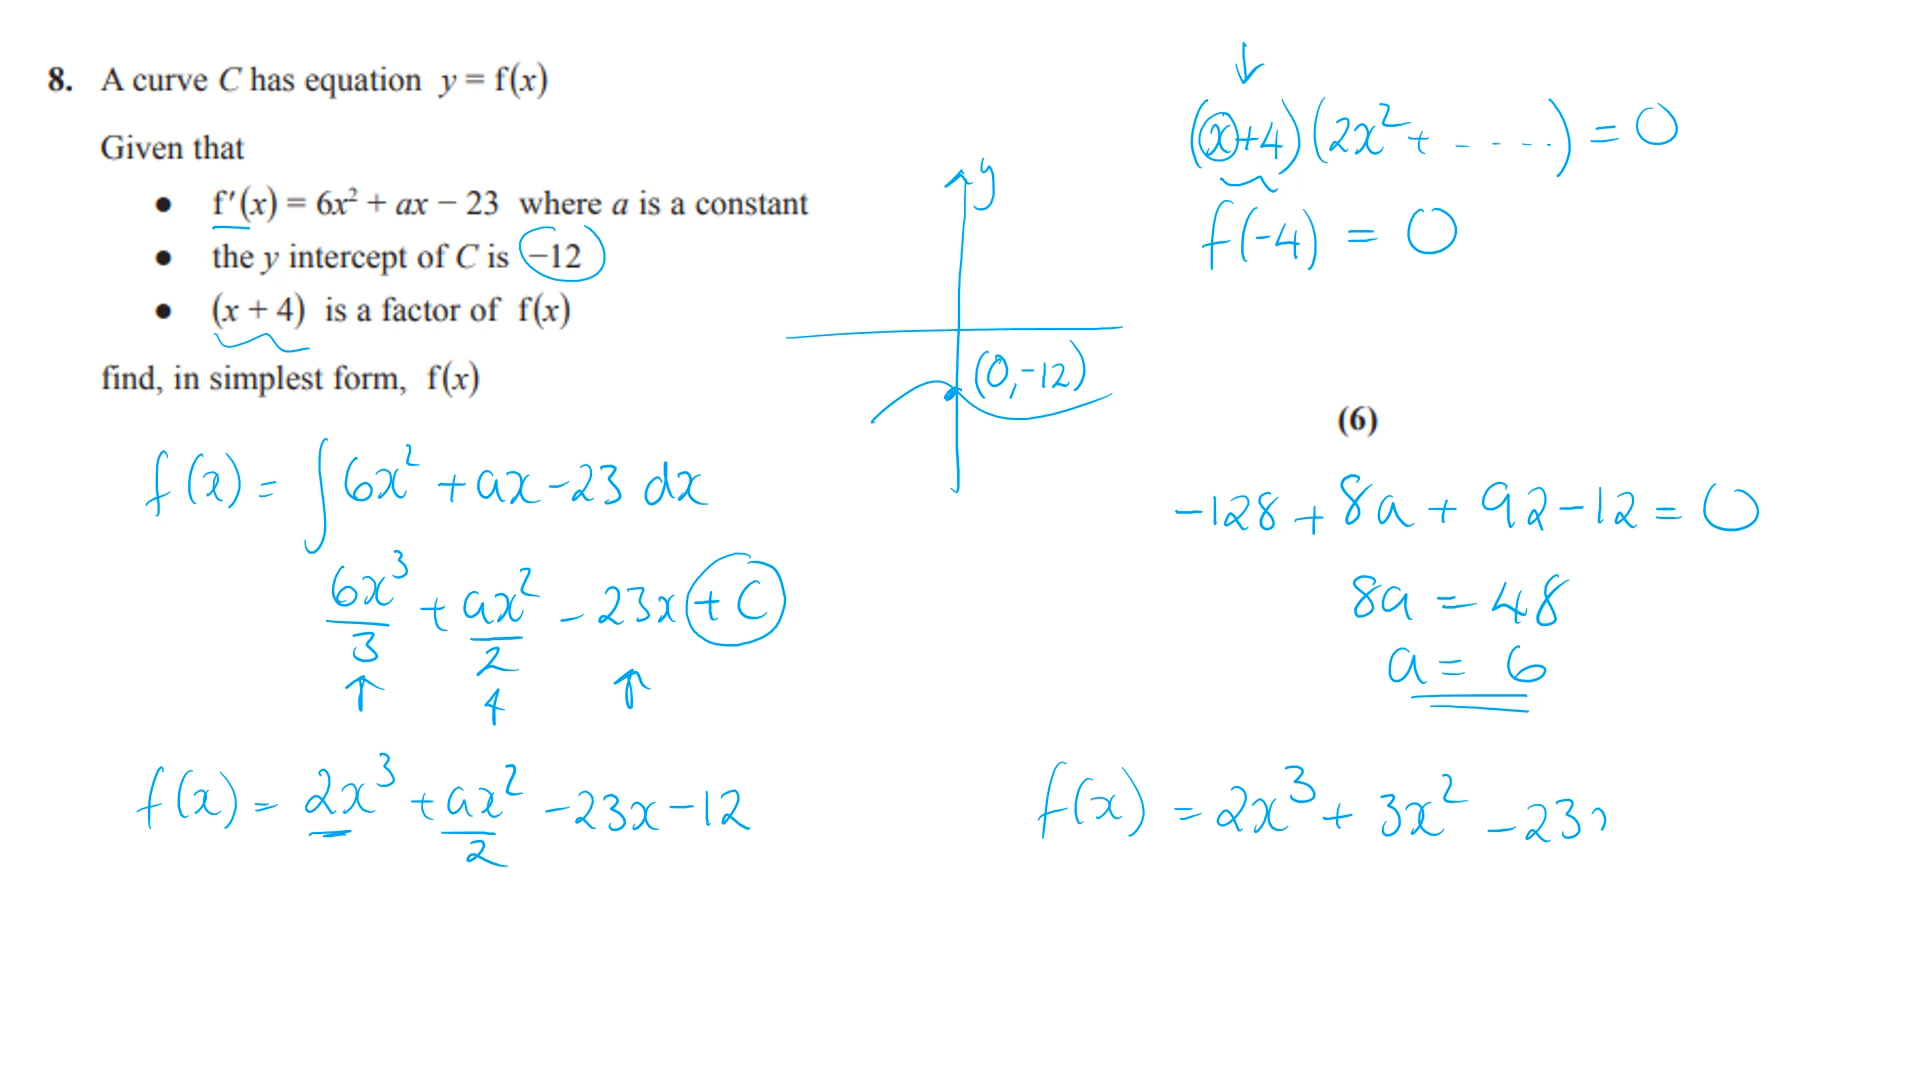 8. A curve C has equation y = f(x)
Given that
• f′(x) = 6x² + ax − 23 where a is a constant
• the y intercept of C is −12
• (x + 4) is a factor of f(x)
find, in simplest form, f(x)
(6)
y
(0,-12)
(x+4)(2x²+ - - - ..) = 0
f(-4) = 0
f(x) = ∫6x² + ax - 23 dx
6x³/3 + ax²/2 - 23x + C
f(x) = 2x³ + ax²/2 - 23x - 12
-128 + 8a + 92 - 12 = 0
8a = 48
a = 6
f(x) = 2x³ + 3x² - 23